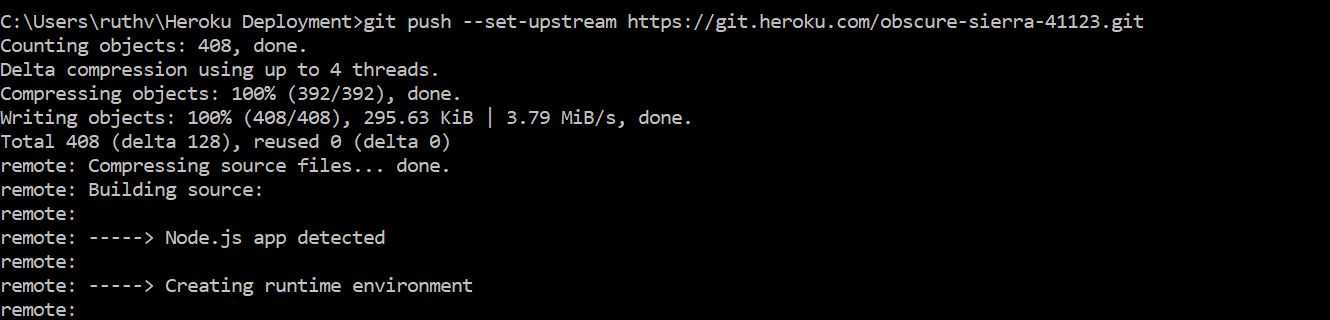 C:\Users\ruthv\Heroku Deployment>git push --set-upstream https://git.heroku.com/obscure-sierra-41123.git
Counting objects: 408, done.
Delta compression using up to 4 threads.
Compressing objects: 100% (392/392), done.
Writing objects: 100% (408/408), 295.63 KiB | 3.79 MiB/s, done.
Total 408 (delta 128), reused 0 (delta 0)
remote: Compressing source files... done.
remote: Building source:
remote:
remote: -----> Node.js app detected
remote:
remote: -----> Creating runtime environment
remote: